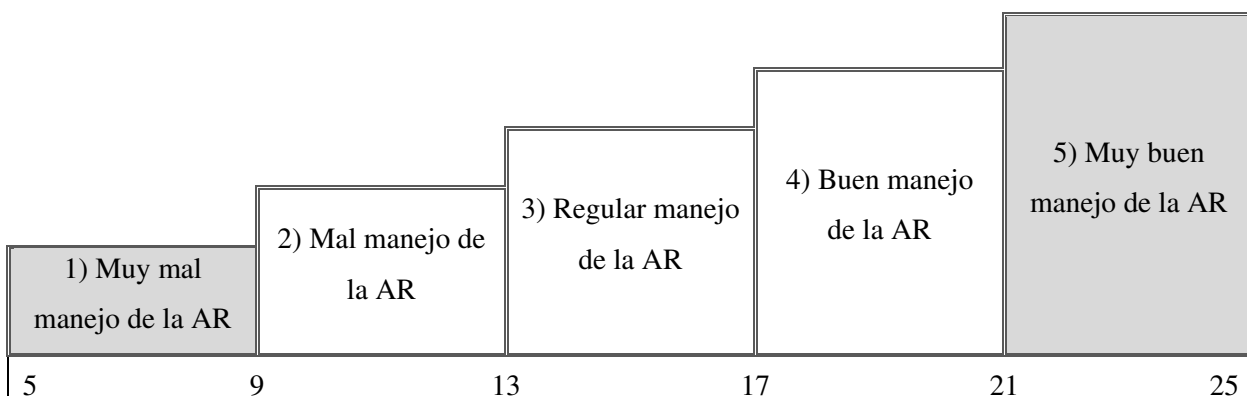 1) Muy mal
manejo de la AR
2) Mal manejo de
la AR
3) Regular manejo
de la AR
4) Buen manejo
de la AR
5) Muy buen
manejo de la AR
5 9 13 17 21 25